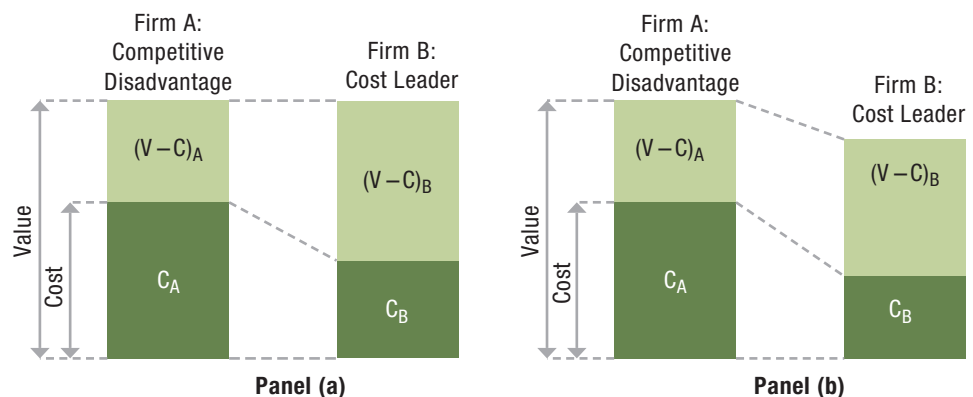 Firm A:
Competitive
Disadvantage
Firm B:
Cost Leader
Value
Cost
(V – C)A
(V – C)B
CA
CB
Panel (a)
Firm A:
Competitive
Disadvantage
Firm B:
Cost Leader
Value
Cost
(V – C)A
(V – C)B
CA
CB
Panel (b)